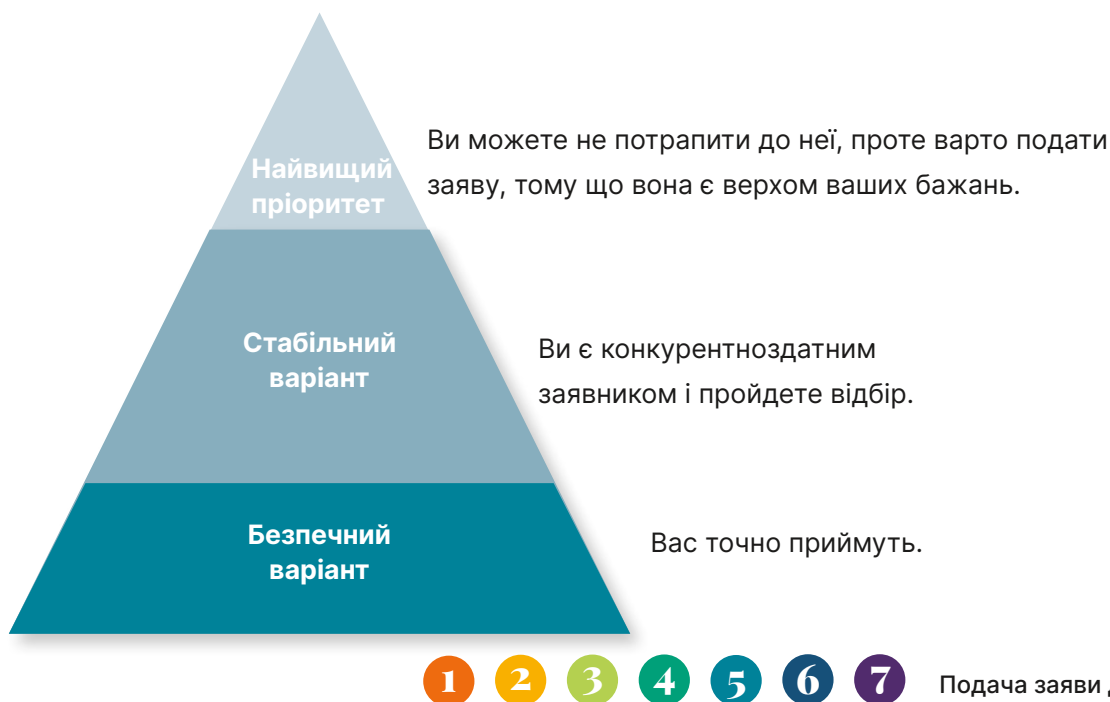 Найвищий
пріоритет
Ви можете не потрапити до неї, проте варто подати
заяву, тому що вона є верхом ваших бажань.
Стабільний
варіант
Ви є конкурентноздатним
заявником і пройдете відбір.
Безпечний
варіант
Вас точно приймуть.
1 2 3 4 5 6 7 Подача заяви